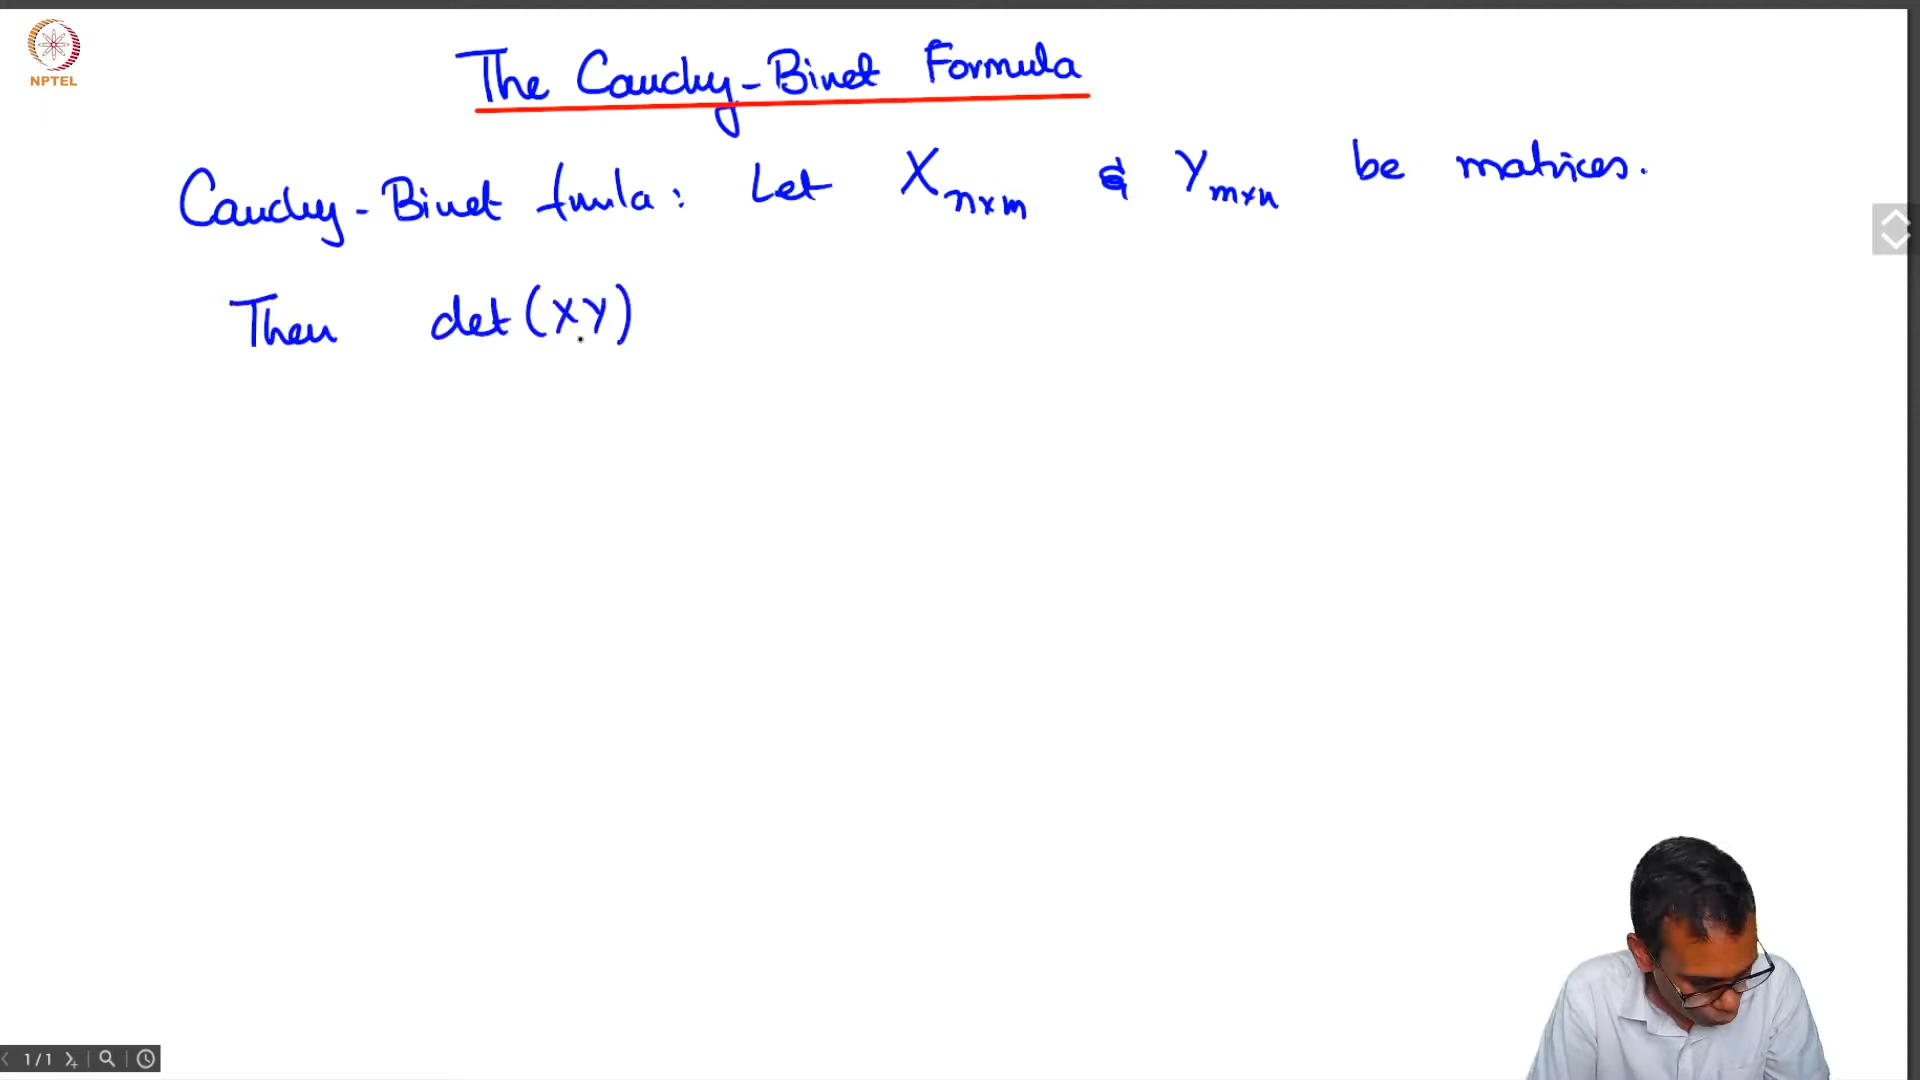 NPTEL
The Cauchy-Binet Formula
Cauchy-Binet fmla: Let X_{n×m} & Y_{m×n} be matrices.
Then det(XY)
1/1